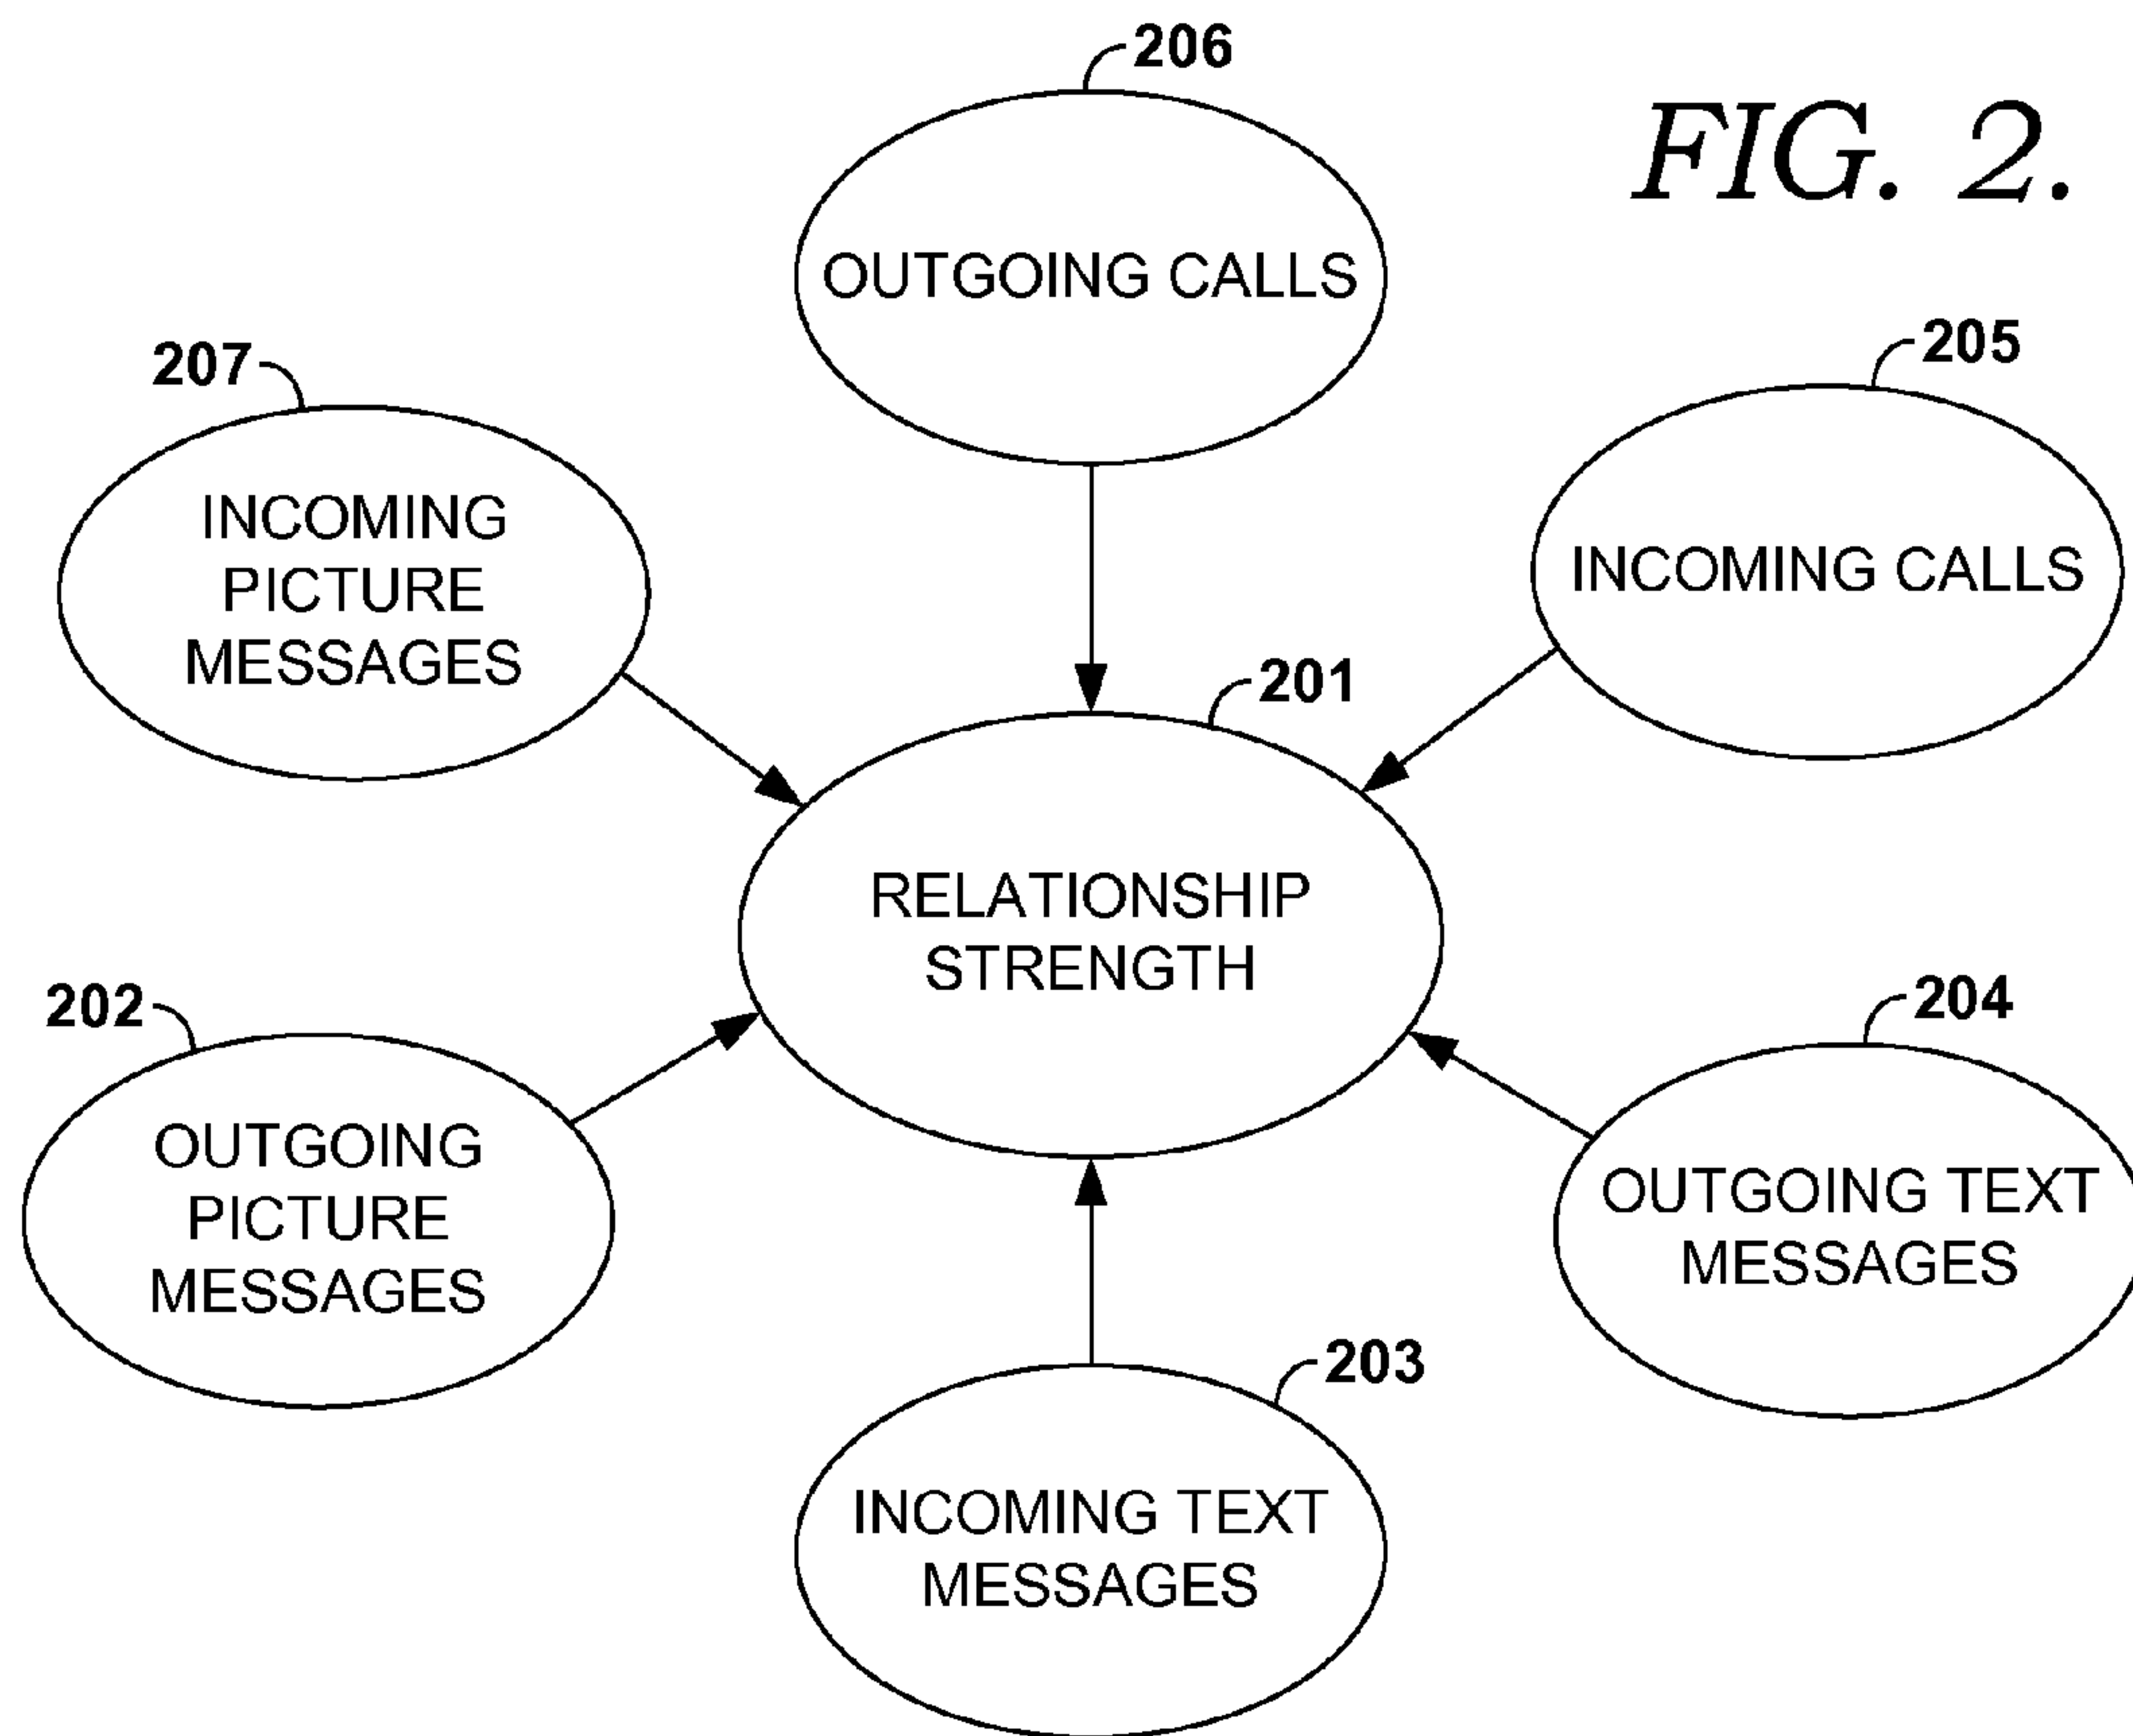 206
FIG. 2.
OUTGOING CALLS
207
205
INCOMING
PICTURE
MESSAGES
INCOMING CALLS
201
RELATIONSHIP
STRENGTH
202
204
OUTGOING
PICTURE
MESSAGES
OUTGOING TEXT
MESSAGES
203
INCOMING TEXT
MESSAGES